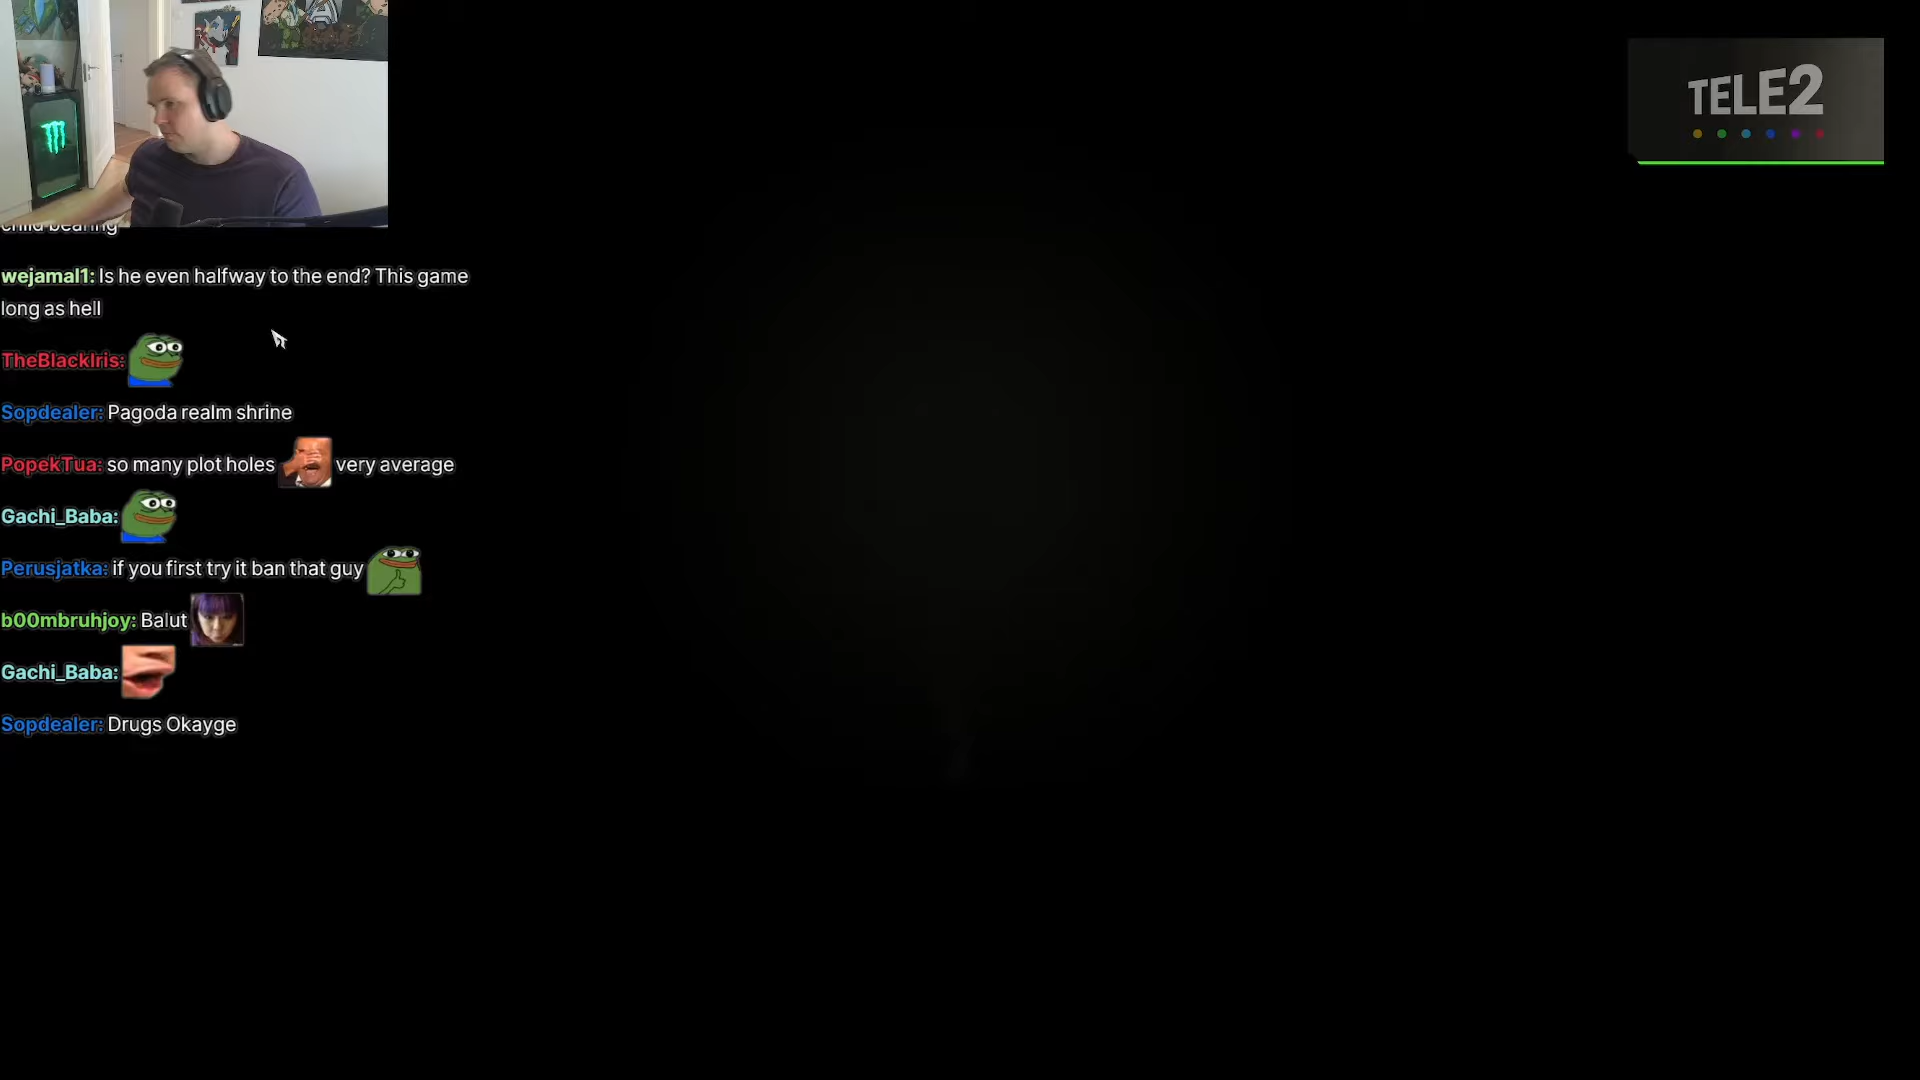 TELE2
child bearing
wejamal1: Is he even halfway to the end? This game
long as hell
TheBlackIris:
Sopdealer: Pagoda realm shrine
PopekTua: so many plot holes very average
Gachi_Baba:
Perusjatka: if you first try it ban that guy
b00mbruhjoy: Balut
Gachi_Baba:
Sopdealer: Drugs Okayge